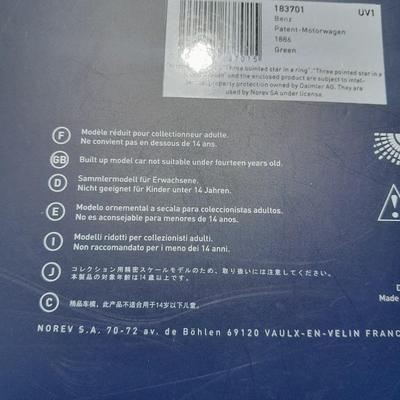 183701 UV1
Benz
Patent-Motorwagen
1886
Green
"Three pointed star in a ring", "Three pointed star in a
and the enclosed product are subject to
property protection owned by Daimler AG. They are
used by Norev SA under license.
F Modèle réduit pour collectionneur adulte.
Ne convient pas en dessous de 14 ans.
GB Built up model car not suitable under fourteen years old.
D Sammlermodell für Erwachsene.
Nicht geeignet für Kinder unter 14 Jahren.
E Modelo ornemental a secala para coleccionistas adultos.
No es aconsejable para menores de 14 anos.
I Modelli ridotti per collezionisti adulti.
Non raccomandato per i meno dei 14 anni.
J コレクション用精密スケールモデルのため、取り扱いには注意してください。
本製品の対象年齢は14歳以上です。
C 精品车模，此产品不适合用于14岁以下儿童。
Made
NOREV S.A. 70-72 av. de Böhlen 69120 VAULX-EN-VELIN FRANC